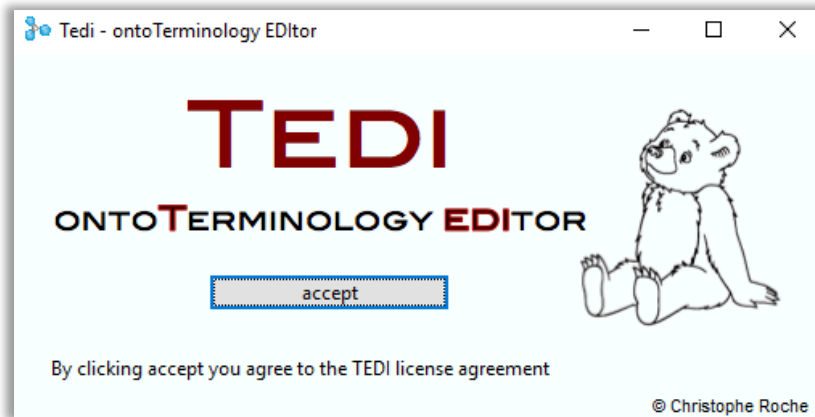 Tedi - ontoTerminology EDItor
TEDI
ONTOTERMINOLOGY EDITOR
accept
By clicking accept you agree to the TEDI license agreement
© Christophe Roche